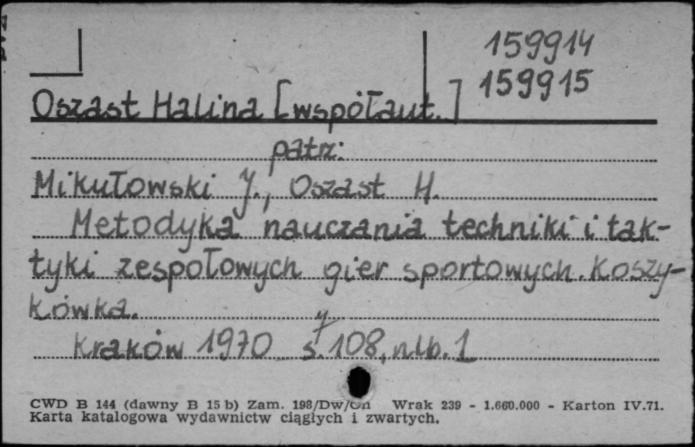 159914
159915
Oszast Halina [współaut.]
patrz:
Mikułowski J., Oszast H.
Metodyka nauczania techniki i tak-
tyki zespołowych gier sportowych. Koszy-
kówka.
Kraków 1970 s. 108, nlb. 1
CWD B 144 (dawny B 15 b) Zam. 198/Dw/ Wrak 239 - 1.660.000 - Karton IV.71.
Karta katalogowa wydawnictw ciągłych i zwartych.